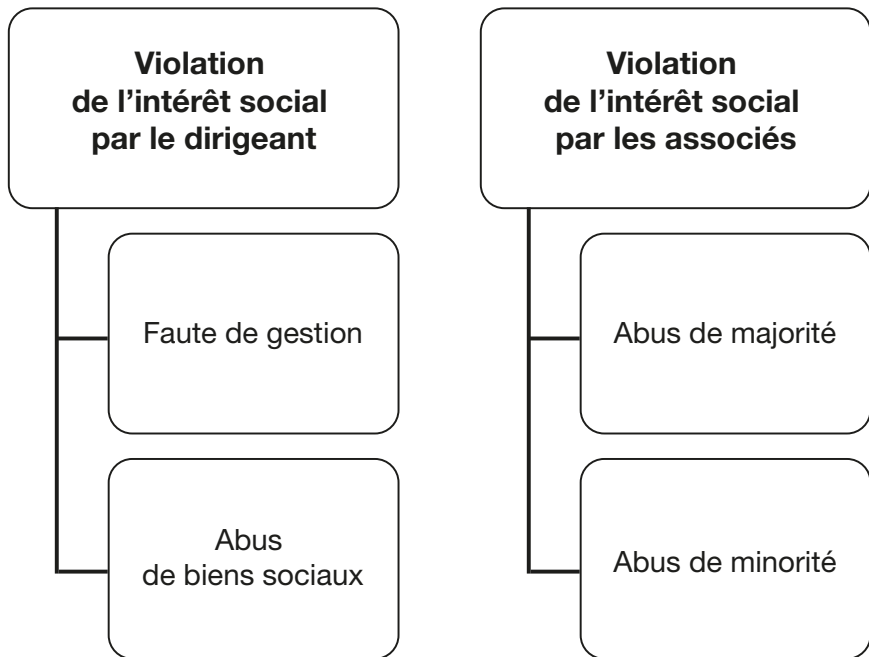 Violation
de l’intérêt social
par le dirigeant
Faute de gestion
Abus
de biens sociaux
Violation
de l’intérêt social
par les associés
Abus de majorité
Abus de minorité